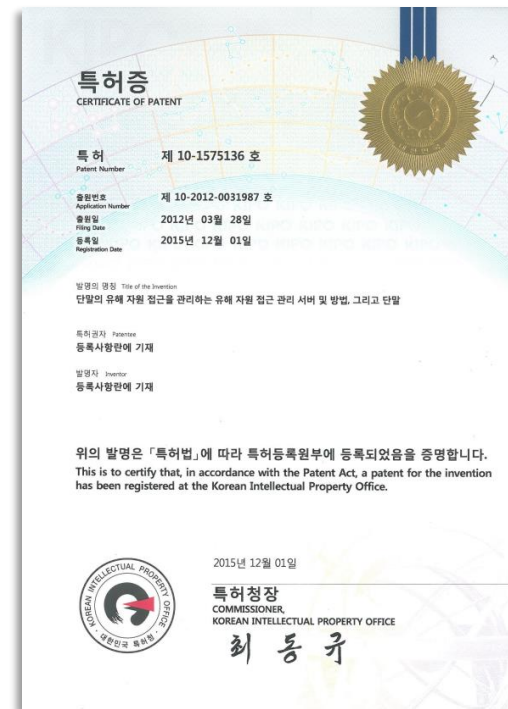 특허증
CERTIFICATE OF PATENT
특 허 제 10-1575136 호
Patent Number
출원번호 제 10-2012-0031987 호
Application Number
출원일 2012년 03월 28일
Filing Date
등록일 2015년 12월 01일
Registration Date
발명의 명칭 Title of the Invention
단말의 유해 자원 접근을 관리하는 유해 자원 접근 관리 서버 및 방법, 그리고 단말
특허권자 Patentee
등록사항란에 기재
발명자 Inventor
등록사항란에 기재
위의 발명은 「특허법」에 따라 특허등록원부에 등록되었음을 증명합니다.
This is to certify that, in accordance with the Patent Act, a patent for the invention
has been registered at the Korean Intellectual Property Office.
2015년 12월 01일
특허청장
COMMISSIONER,
KOREAN INTELLECTUAL PROPERTY OFFICE
최 동 규
KOREAN INTELLECTUAL PROPERTY OFFICE
대한민국 특허청